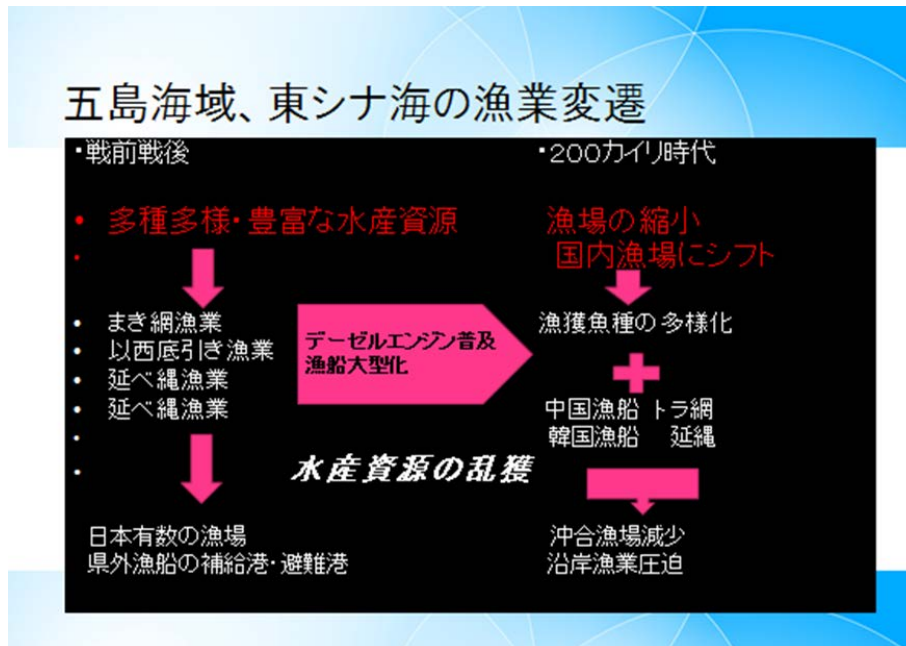 五島海域、東シナ海の漁業変遷
・戦前戦後
・多種多様・豊富な水産資源
・まき網漁業
・以西底引き漁業
・延べ縄漁業
・延べ縄漁業
日本有数の漁場
県外漁船の補給港・避難港
デーゼルエンジン普及
漁船大型化
水産資源の乱獲
・200カイリ時代
漁場の縮小
国内漁場にシフト
漁獲魚種の多様化
中国漁船 トラ網
韓国漁船 延縄
沖合漁場減少
沿岸漁業圧迫